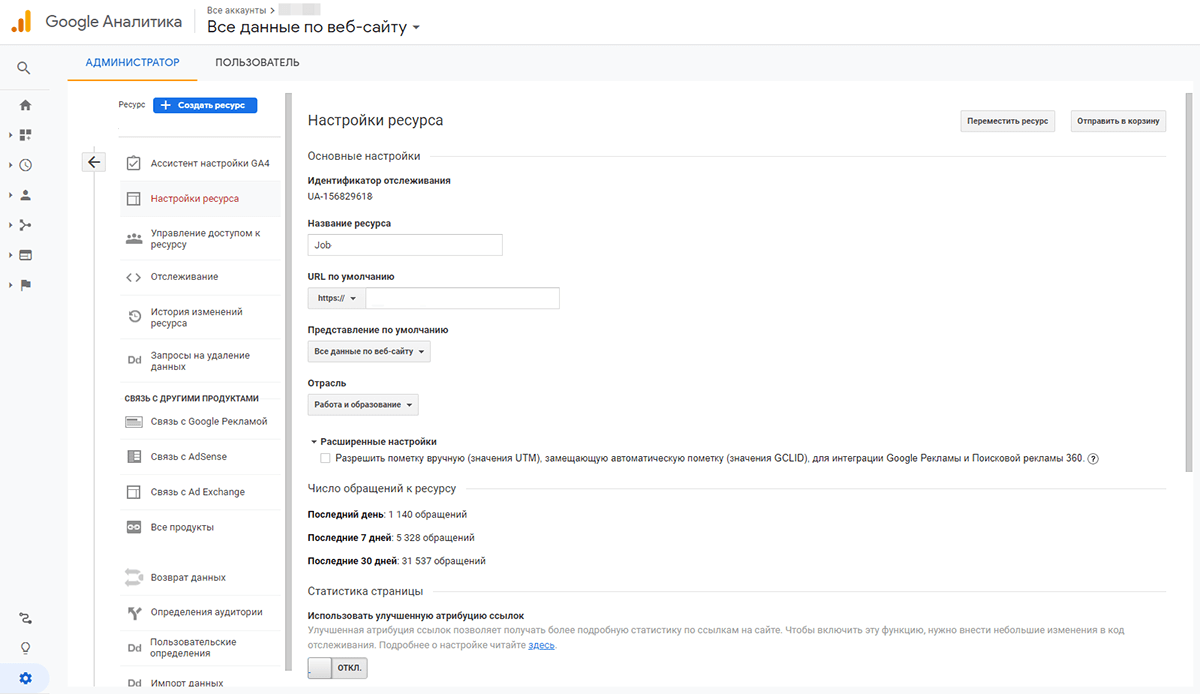 Google Аналитика
Все аккаунты >
Все данные по веб-сайту
АДМИНИСТРАТОР
ПОЛЬЗОВАТЕЛЬ
Ресурс
+ Создать ресурс
Ассистент настройки GA4
Настройки ресурса
Управление доступом к
ресурсу
Отслеживание
История изменений
ресурса
Dd Запросы на удаление
данных
СВЯЗЬ С ДРУГИМИ ПРОДУКТАМИ
Связь с Google Рекламой
Связь с AdSense
Связь с Ad Exchange
Все продукты
Возврат данных
Определения аудитории
Dd Пользовательские
определения
Dd Импорт данных
Настройки ресурса
Переместить ресурс
Отправить в корзину
Основные настройки
Идентификатор отслеживания
UA-156829618
Название ресурса
Job
URL по умолчанию
https://
Представление по умолчанию
Все данные по веб-сайту
Отрасль
Работа и образование
Расширенные настройки
Разрешить пометку вручную (значения UTM), замещающую автоматическую пометку (значения GCLID), для интеграции Google Рекламы и Поисковой рекламы 360. ?
Число обращений к ресурсу
Последний день: 1 140 обращений
Последние 7 дней: 5 328 обращений
Последние 30 дней: 31 537 обращений
Статистика страницы
Использовать улучшенную атрибуцию ссылок
Улучшенная атрибуция ссылок позволяет получать более подробную статистику по ссылкам на сайте. Чтобы включить эту функцию, нужно внести небольшие изменения в код
отслеживания. Подробнее о настройке читайте здесь.
ОТКЛ.